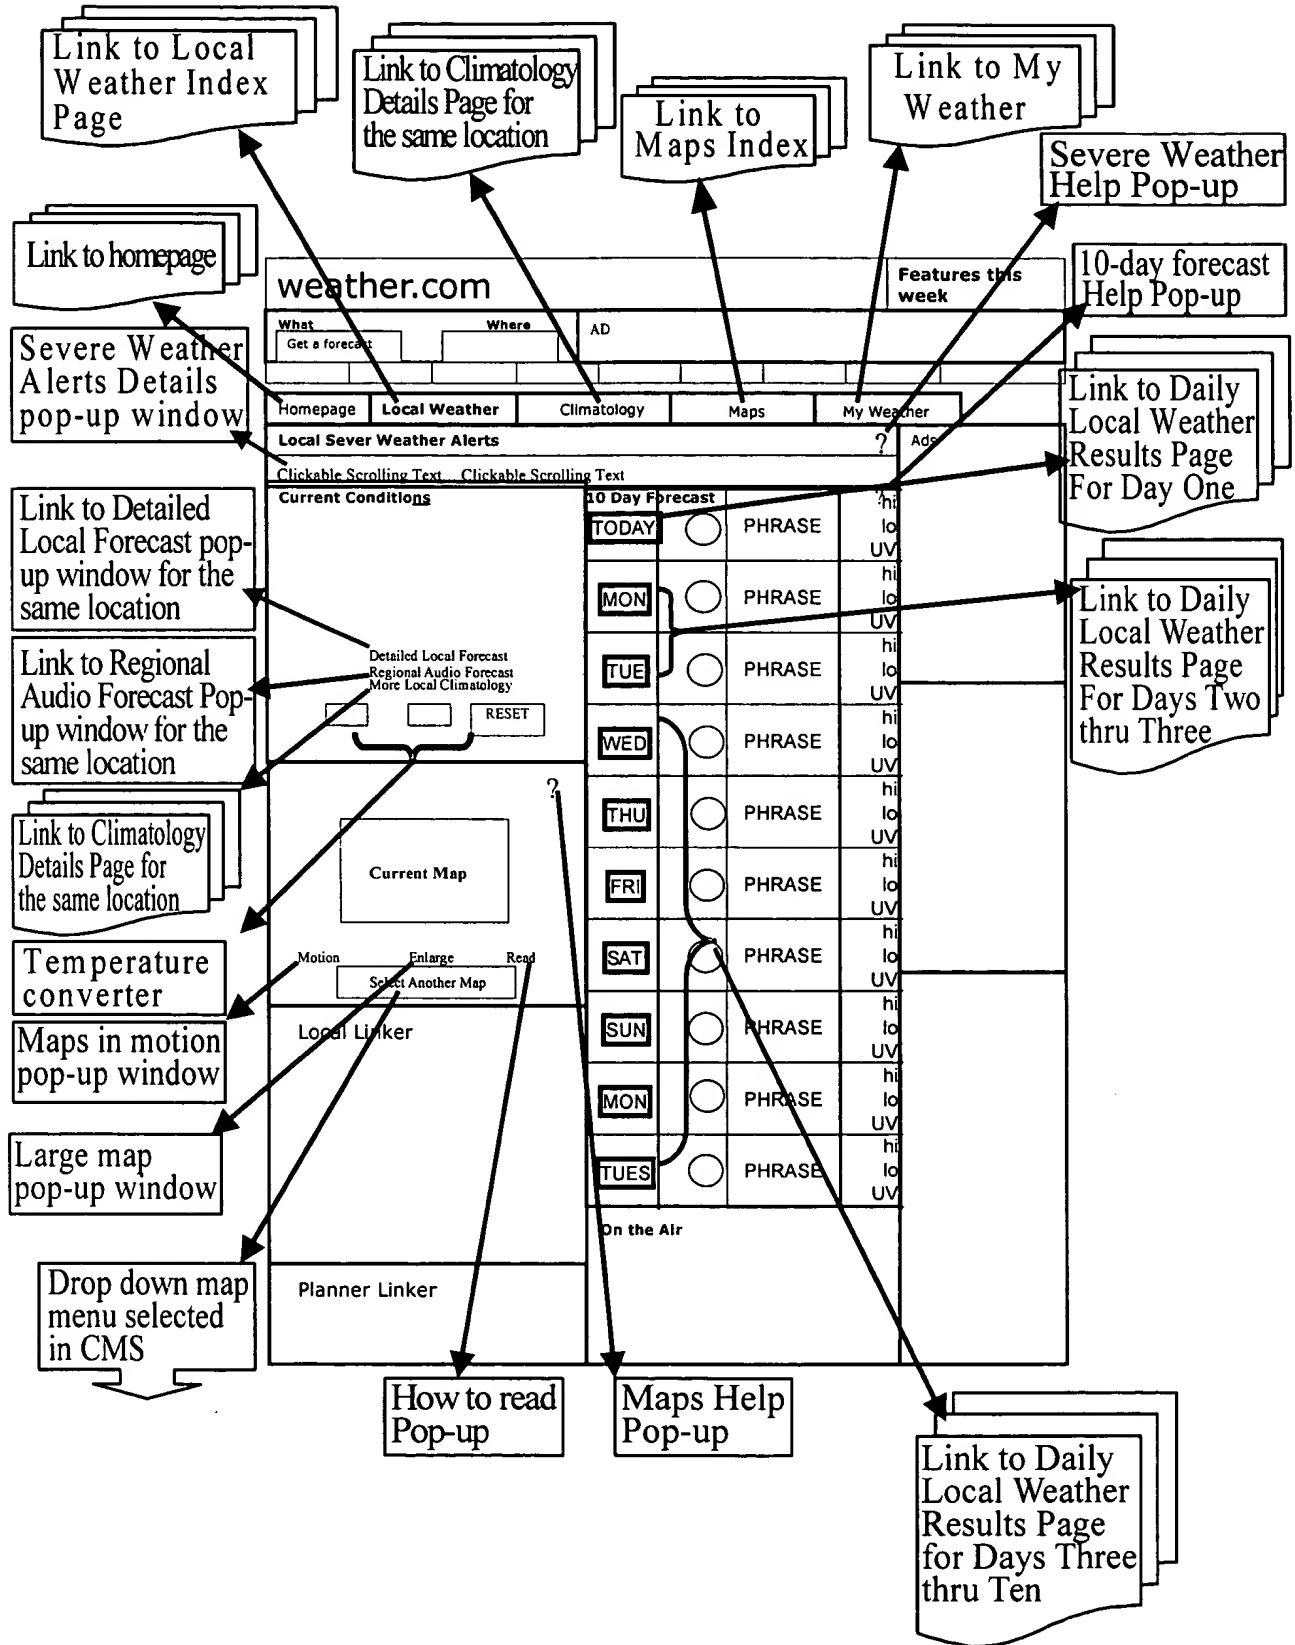 Link to Local
Weather Index
Page
Link to Climatology
Details Page for
the same location
Link to
Maps Index
Link to My
Weather
Severe Weather
Help Pop-up
Link to homepage
10-day forecast
Help Pop-up
weather.com
Features this
week
What
Where
AD
Get a forecast
Severe Weather
Alerts Details
pop-up window
Link to Daily
Local Weather
Results Page
For Day One
Homepage
Local Weather
Climatology
Maps
My Weather
Local Sever Weather Alerts
?
Ads
Clickable Scrolling Text
Clickable Scrolling Text
Current Conditions
10 Day Forecast
?
Link to Detailed
Local Forecast pop-
up window for the
same location
TODAY
PHRASE
hi
lo
UV
MON
PHRASE
hi
lo
UV
Link to Daily
Local Weather
Results Page
For Days Two
thru Three
Link to Regional
Audio Forecast Pop-
up window for the
same location
Detailed Local Forecast
Regional Audio Forecast
More Local Climatology
RESET
TUE
PHRASE
hi
lo
UV
WED
PHRASE
hi
lo
UV
Link to Climatology
Details Page for
the same location
?
Current Map
THU
PHRASE
hi
lo
UV
FRI
PHRASE
hi
lo
UV
Temperature
converter
Motion
Enlarge
Read
Select Another Map
SAT
PHRASE
hi
lo
UV
Maps in motion
pop-up window
Local Linker
SUN
PHRASE
hi
lo
UV
MON
PHRASE
hi
lo
UV
Large map
pop-up window
TUES
PHRASE
hi
lo
UV
On the Air
Drop down map
menu selected
in CMS
Planner Linker
How to read
Pop-up
Maps Help
Pop-up
Link to Daily
Local Weather
Results Page
for Days Three
thru Ten